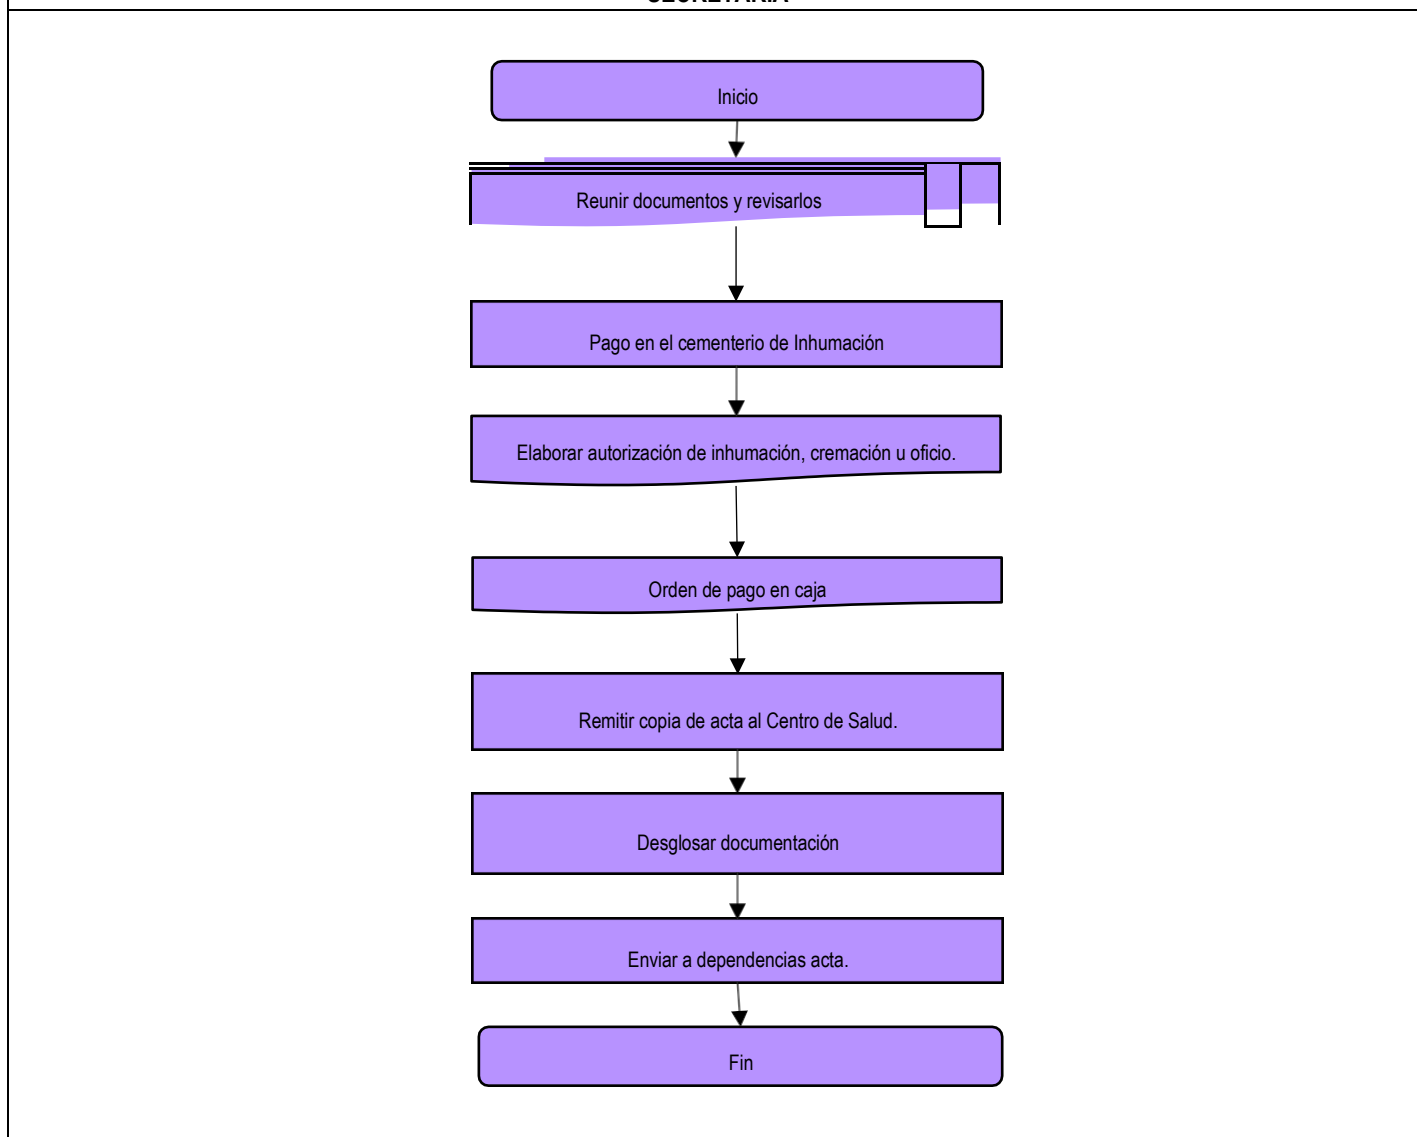 SECRETARIA
Inicio
Reunir documentos y revisarlos
Pago en el cementerio de Inhumación
Elaborar autorización de inhumación, cremación u oficio.
Orden de pago en caja
Remitir copia de acta al Centro de Salud.
Desglosar documentación
Enviar a dependencias acta.
Fin